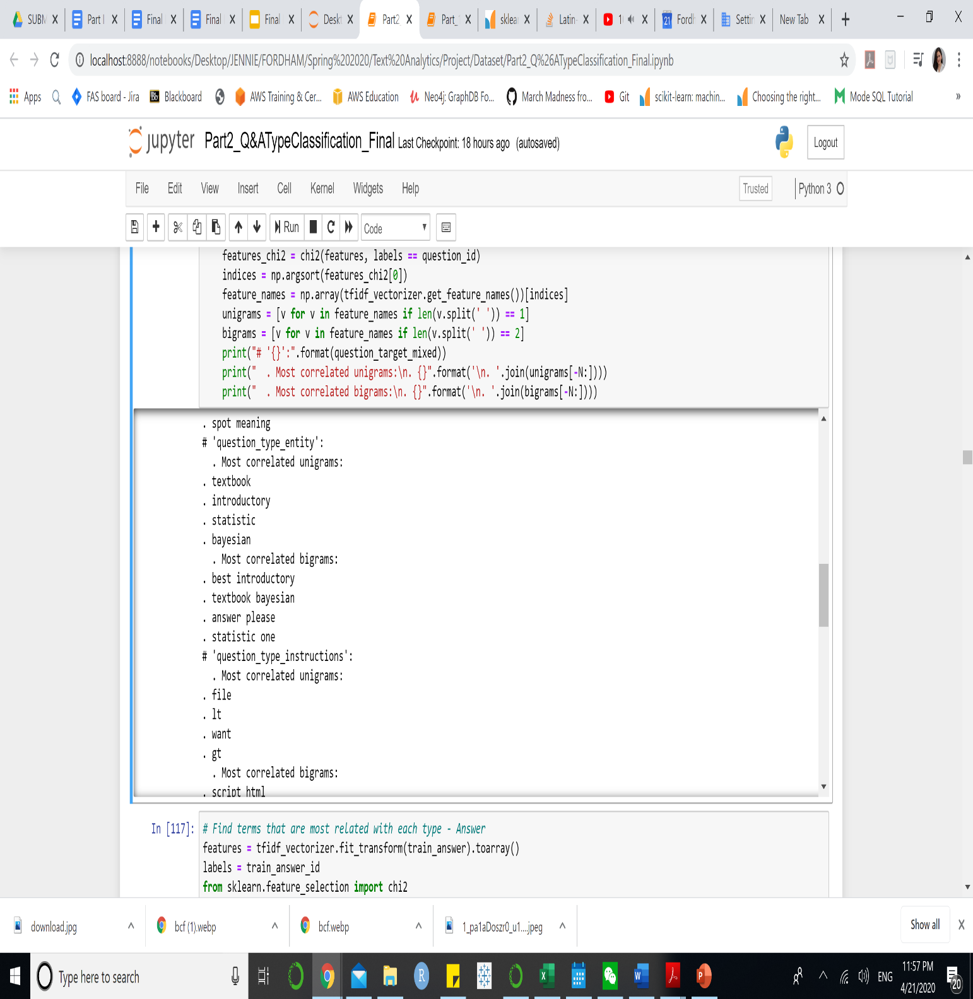 SUBM
Part I
Final
Final
Final
Deskt
Part2
Part_
sklea
Latin-
1
Fordh
Settin
New Tab
localhost:8888/notebooks/Desktop/JENNIE/FORDHAM/Spring%202020/Text%20Analytics/Project/Dataset/Part2_Q%26ATypeClassification_Final.ipynb
Apps
FAS board - Jira
Bb
Blackboard
AWS Training & Cer...
AWS Education
Neo4j: GraphDB Fo...
March Madness fro...
Git
scikit-learn: machin...
Choosing the right...
Mode SQL Tutorial
»
jupyter Part2_Q&ATypeClassification_Final Last Checkpoint: 18 hours ago (autosaved)
Logout
File Edit View Insert Cell Kernel Widgets Help
Trusted
Python 3
Run
Code
features_chi2 = chi2(features, labels == question_id)
indices = np.argsort(features_chi2[0])
feature_names = np.array(tfidf_vectorizer.get_feature_names())[indices]
unigrams = [v for v in feature_names if len(v.split(' ')) == 1]
bigrams = [v for v in feature_names if len(v.split(' ')) == 2]
print("# '{}':".format(question_target_mixed))
print("  . Most correlated unigrams:\n. {}".format('\n. '.join(unigrams[-N:])))
print("  . Most correlated bigrams:\n. {}".format('\n. '.join(bigrams[-N:])))
. spot meaning
# 'question_type_entity':
  . Most correlated unigrams:
. textbook
. introductory
. statistic
. bayesian
  . Most correlated bigrams:
. best introductory
. textbook bayesian
. answer please
. statistic one
# 'question_type_instructions':
  . Most correlated unigrams:
. file
. lt
. want
. gt
  . Most correlated bigrams:
. script html
In [117]:
# Find terms that are most related with each type - Answer
features = tfidf_vectorizer.fit_transform(train_answer).toarray()
labels = train_answer_id
from sklearn.feature_selection import chi2
download.jpg
bcf (1).webp
bcf.webp
1_pa1aDoszr0_u1....jpeg
Show all
Type here to search
ENG
11:57 PM
4/21/2020
20